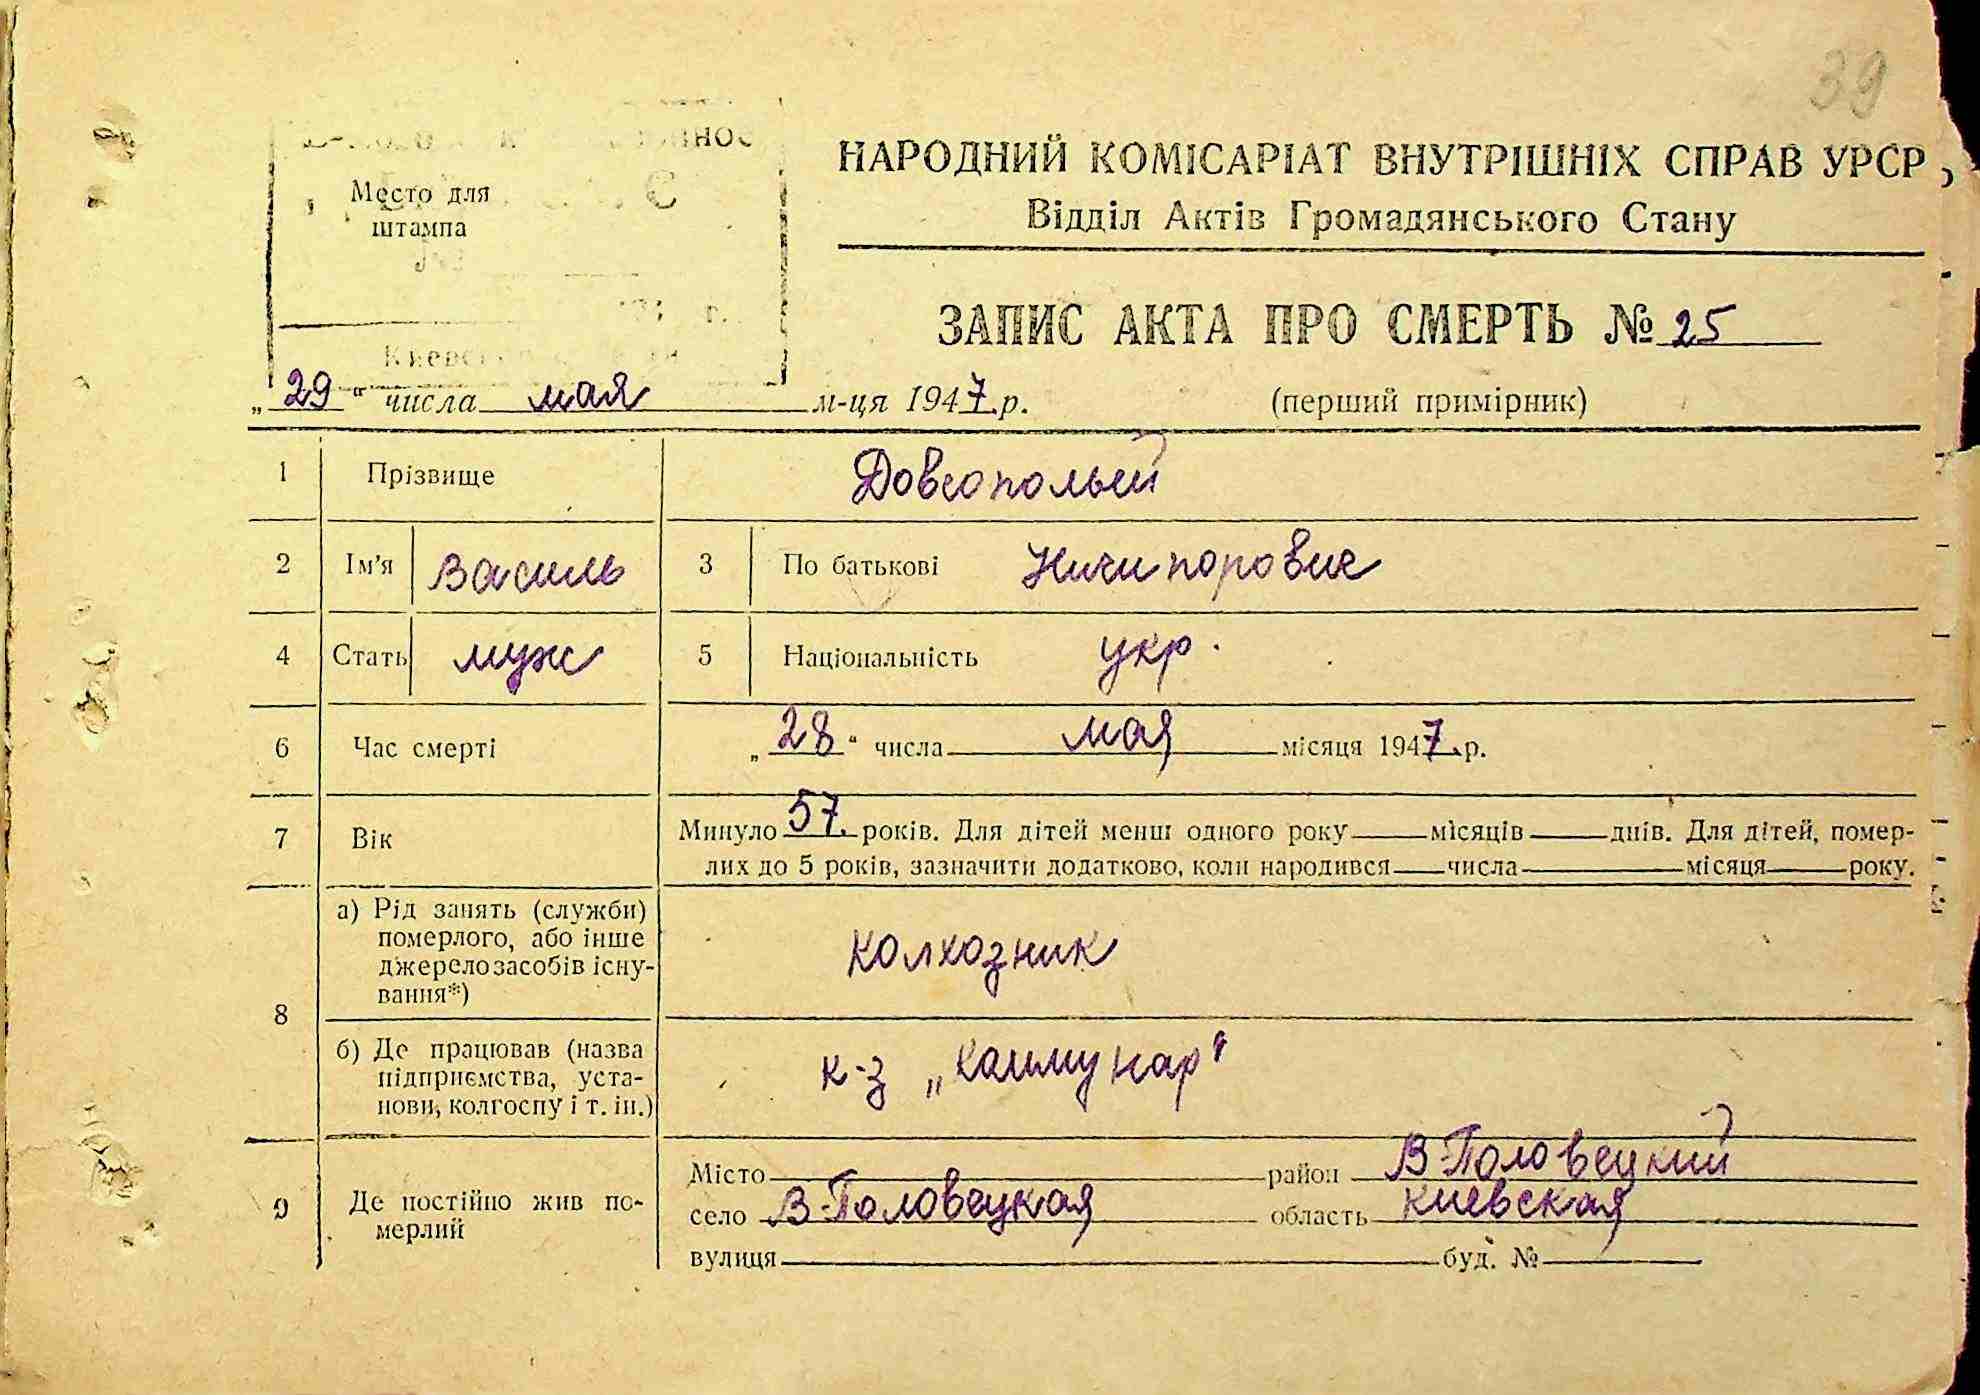 39
Место для
штампа
НАРОДНИЙ КОМІСАРІАТ ВНУТРІШНІХ СПРАВ УРСР
Відділ Актів Громадянського Стану
ЗАПИС АКТА ПРО СМЕРТЬ № 25
„29“ числа мая м-ця 1947 р. (перший примірник)
1 Прізвище Довгополый
2 Ім'я Василь 3 По батькові Ничипорович
4 Стать муж 5 Національність укр.
6 Час смерті „28“ числа мая місяця 1947 р.
7 Вік Минуло 57 років. Для дітей менш одного року місяців днів. Для дітей, помер-
лих до 5 років, зазначити додатково, коли народився числа місяця року.
8 а) Рід занять (служби)
померлого, або інше
джерело засобів існу-
вання*) колхозник
б) Де працював (назва
підприємства, уста-
нови, колгоспу і т. ін.) к-з „Коммунар"
9 Де постійно жив по-
мерлий
Місто район В-Половецкий
село В-Половецкая область Киевская
вулиця буд. №